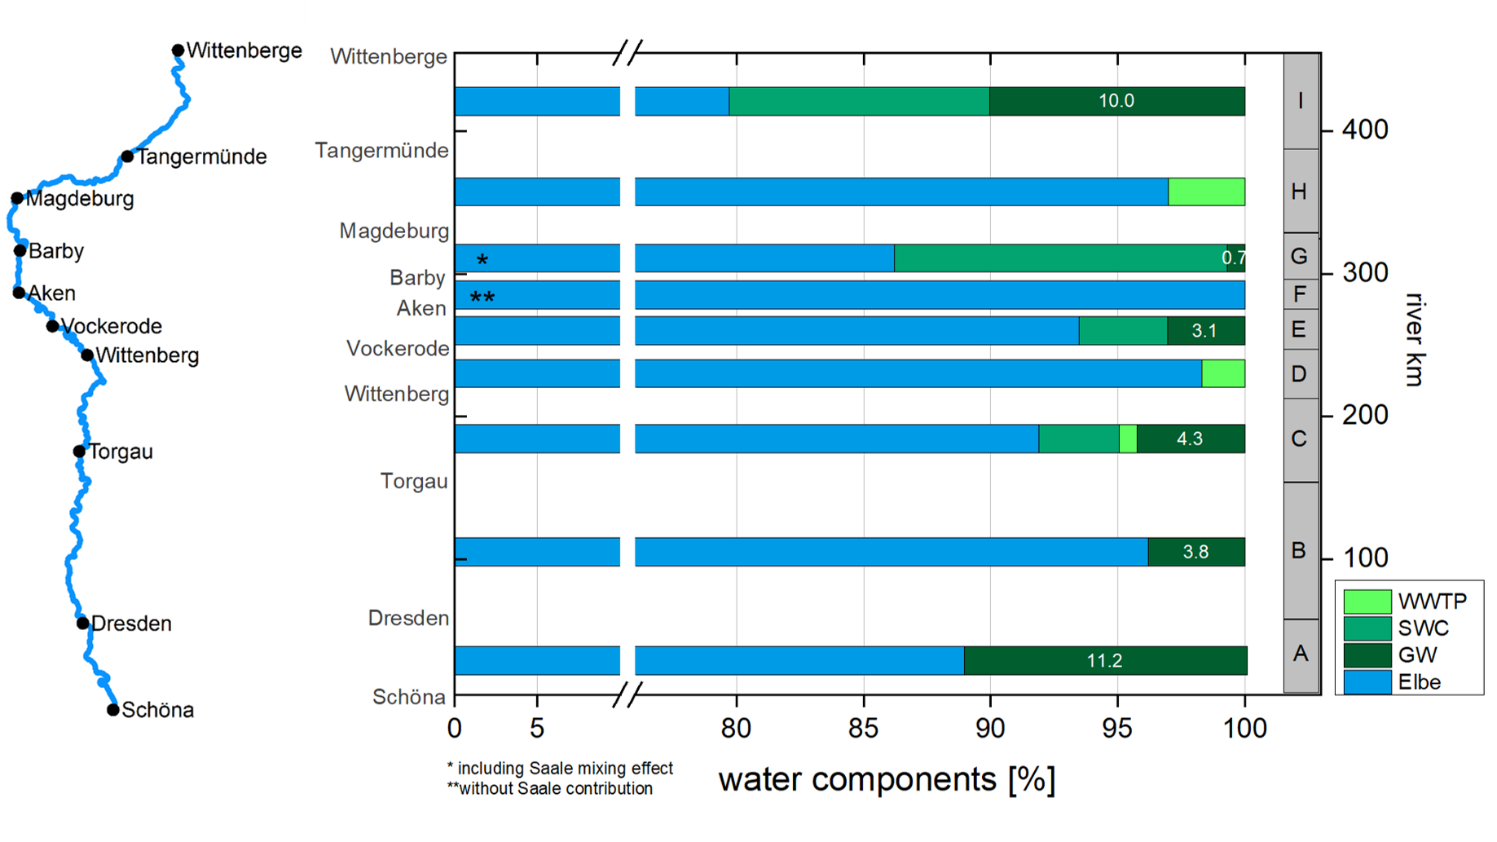 Wittenberge
Tangermünde
Magdeburg
Barby
Aken
Vockerode
Wittenberg
Torgau
Dresden
Schöna
Wittenberge
Tangermünde
Magdeburg
Barby
Aken
Vockerode
Wittenberg
Torgau
Dresden
Schöna
10.0
*
0.7
**
3.1
4.3
3.8
11.2
I
H
G
F
E
D
C
B
A
400
300
200
100
river km
WWTP
SWC
GW
Elbe
0 5 80 85 90 95 100
* including Saale mixing effect
**without Saale contribution
water components [%]